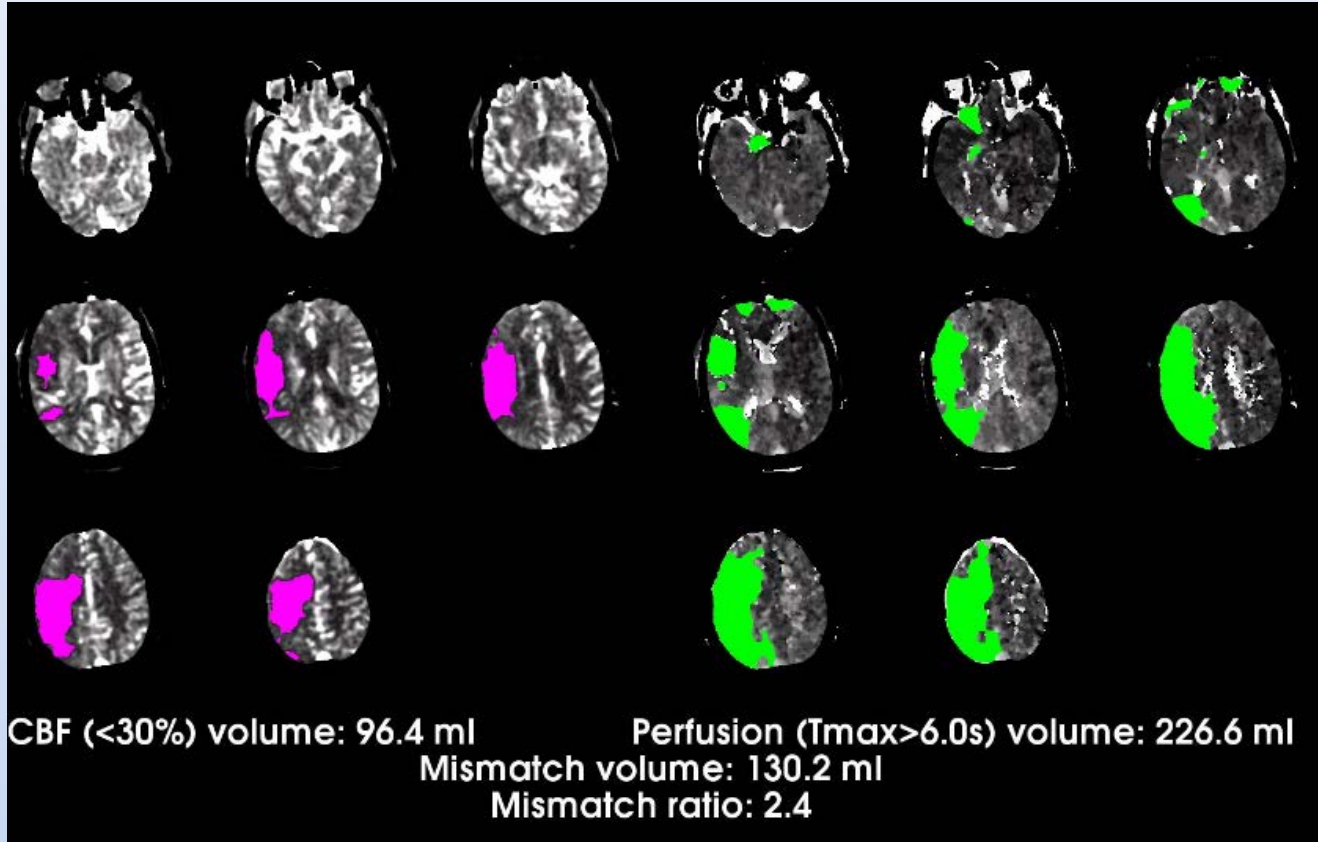 CBF (<30%) volume: 96.4 ml
Perfusion (Tmax>6.0s) volume: 226.6 ml
Mismatch volume: 130.2 ml
Mismatch ratio: 2.4